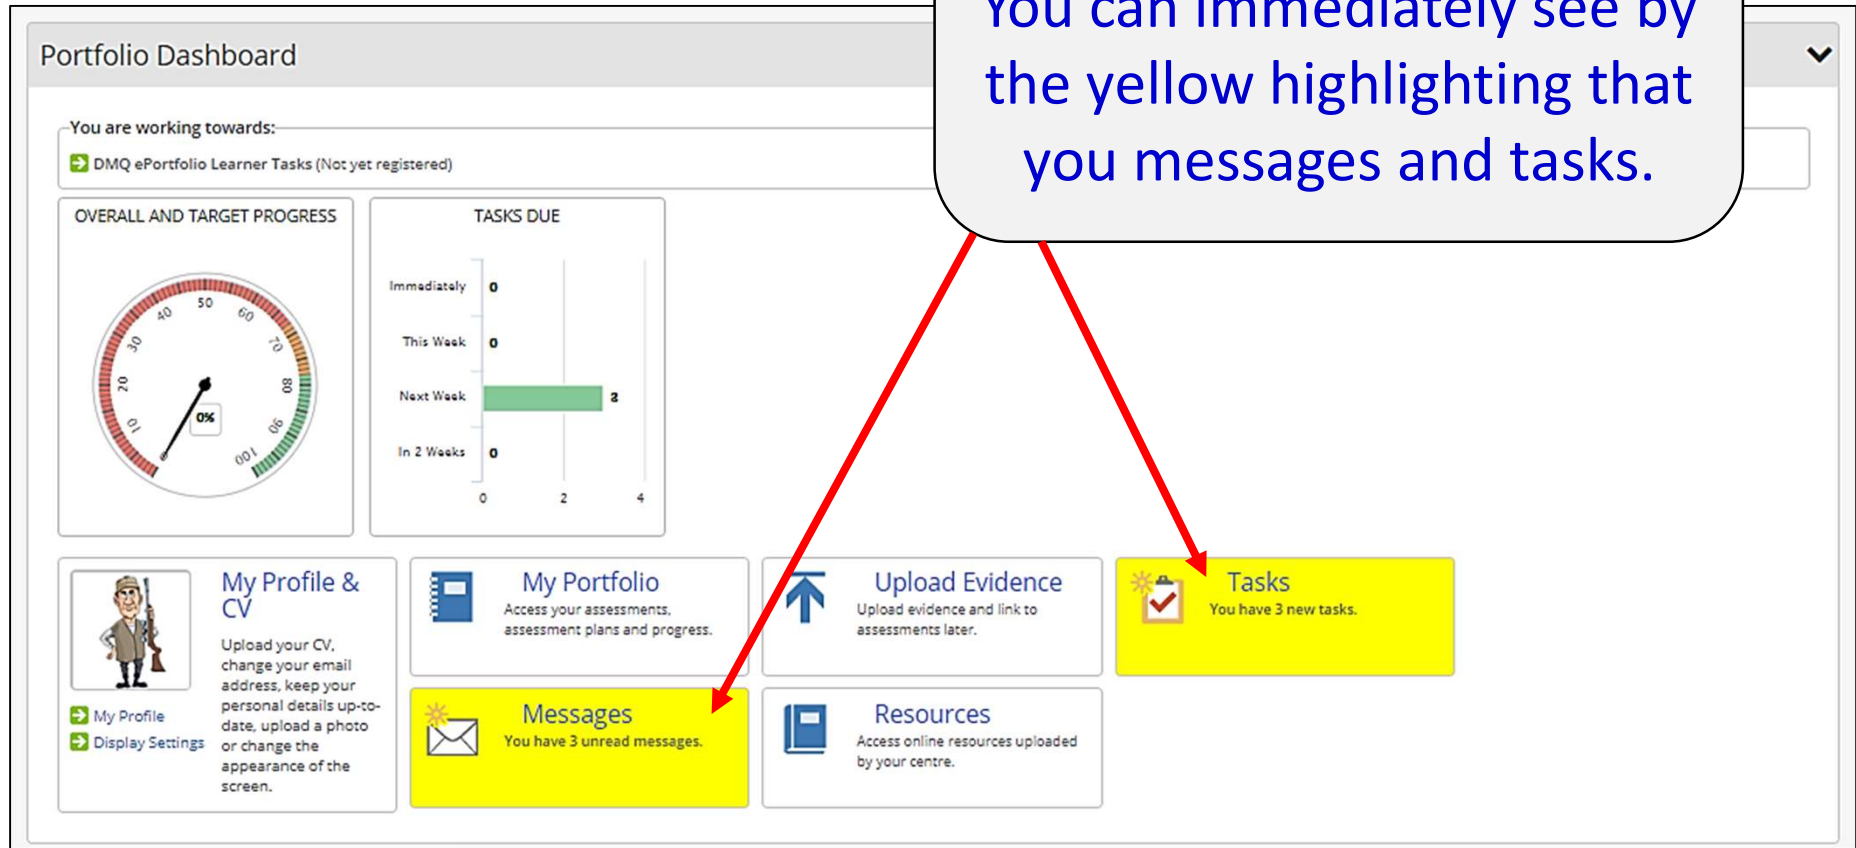 You can immediately see by
the yellow highlighting that
you messages and tasks.
Portfolio Dashboard
You are working towards:
DMQ ePortfolio Learner Tasks (Not yet registered)
OVERALL AND TARGET PROGRESS
0
10
20
30
40
50
60
70
80
90
100
0%
TASKS DUE
Immediately 0
This Week 0
Next Week 3
In 2 Weeks 0
0 2 4
My Profile &
CV
Upload your CV,
change your email
address, keep your
personal details up-to-
date, upload a photo
or change the
appearance of the
screen.
My Profile
Display Settings
My Portfolio
Access your assessments,
assessment plans and progress.
Upload Evidence
Upload evidence and link to
assessments later.
Tasks
You have 3 new tasks.
Messages
You have 3 unread messages.
Resources
Access online resources uploaded
by your centre.